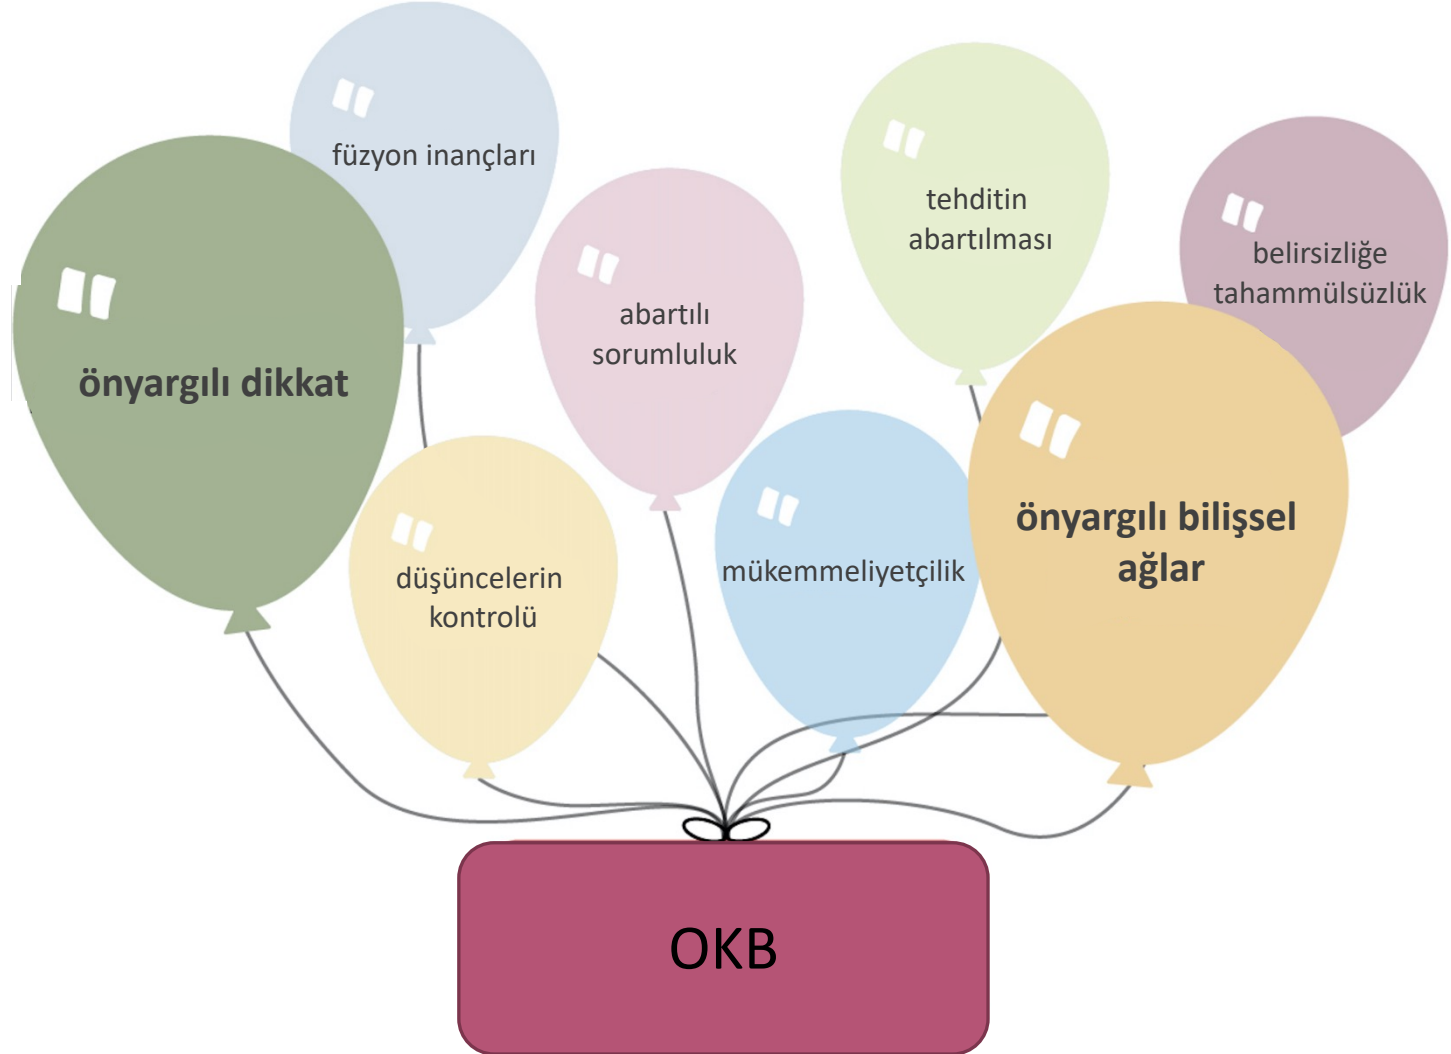 füzyon inançları
önyargılı dikkat
abartılı
sorumluluk
tehditin
abartılması
belirsizliğe
tahammülsüzlük
düşüncelerin
kontrolü
mükemmeliyetçilik
önyargılı bilişsel
ağlar
OKB